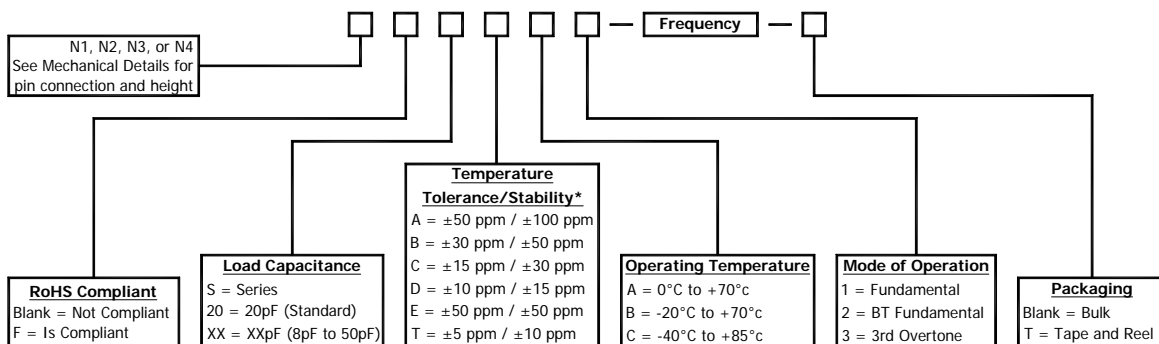 Frequency
N1, N2, N3, or N4
See Mechanical Details for
pin connection and height
RoHS Compliant
Blank = Not Compliant
F = Is Compliant
Load Capacitance
S = Series
20 = 20pF (Standard)
XX = XXpF (8pF to 50pF)
Temperature
Tolerance/Stability*
A = ±50 ppm / ±100 ppm
B = ±30 ppm / ±50 ppm
C = ±15 ppm / ±30 ppm
D = ±10 ppm / ±15 ppm
E = ±50 ppm / ±50 ppm
T = ±5 ppm / ±10 ppm
Operating Temperature
A = 0°C to +70°c
B = -20°C to +70°c
C = -40°C to +85°c
Mode of Operation
1 = Fundamental
2 = BT Fundamental
3 = 3rd Overtone
Packaging
Blank = Bulk
T = Tape and Reel